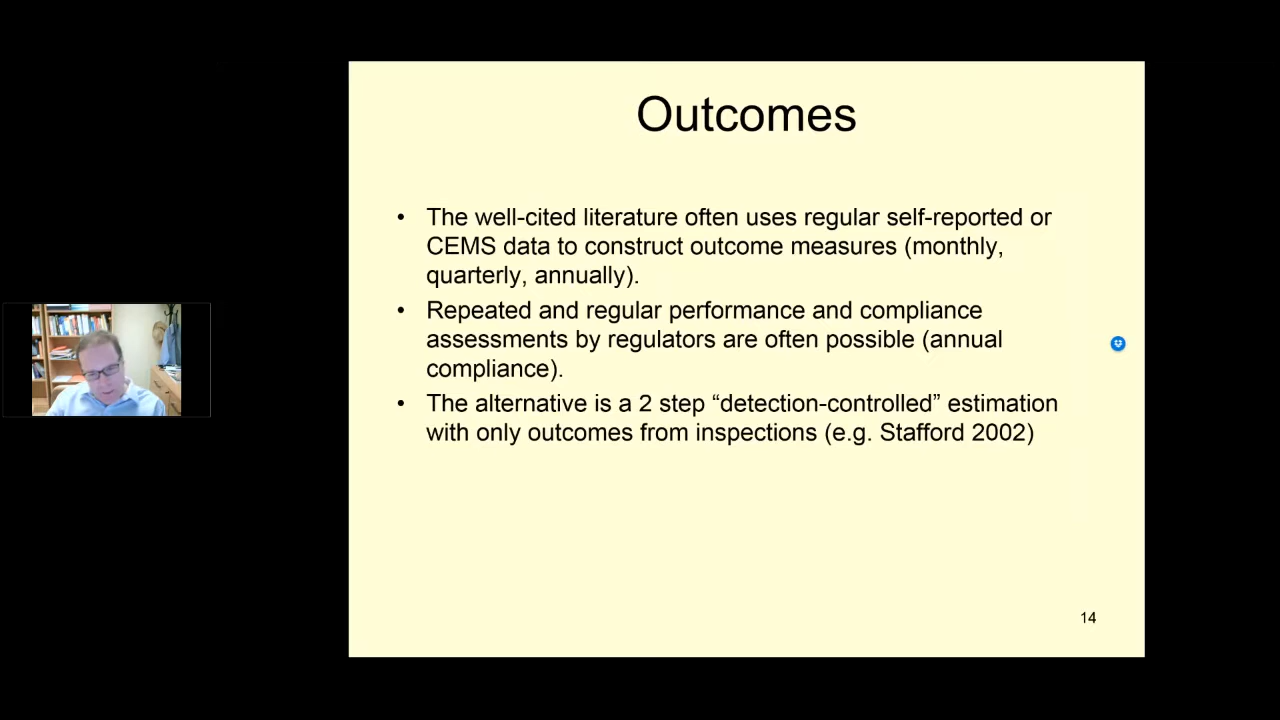 Outcomes
• The well-cited literature often uses regular self-reported or
CEMS data to construct outcome measures (monthly,
quarterly, annually).
• Repeated and regular performance and compliance
assessments by regulators are often possible (annual
compliance).
• The alternative is a 2 step “detection-controlled” estimation
with only outcomes from inspections (e.g. Stafford 2002)
14